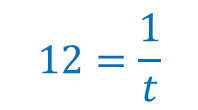 12 = 1/t